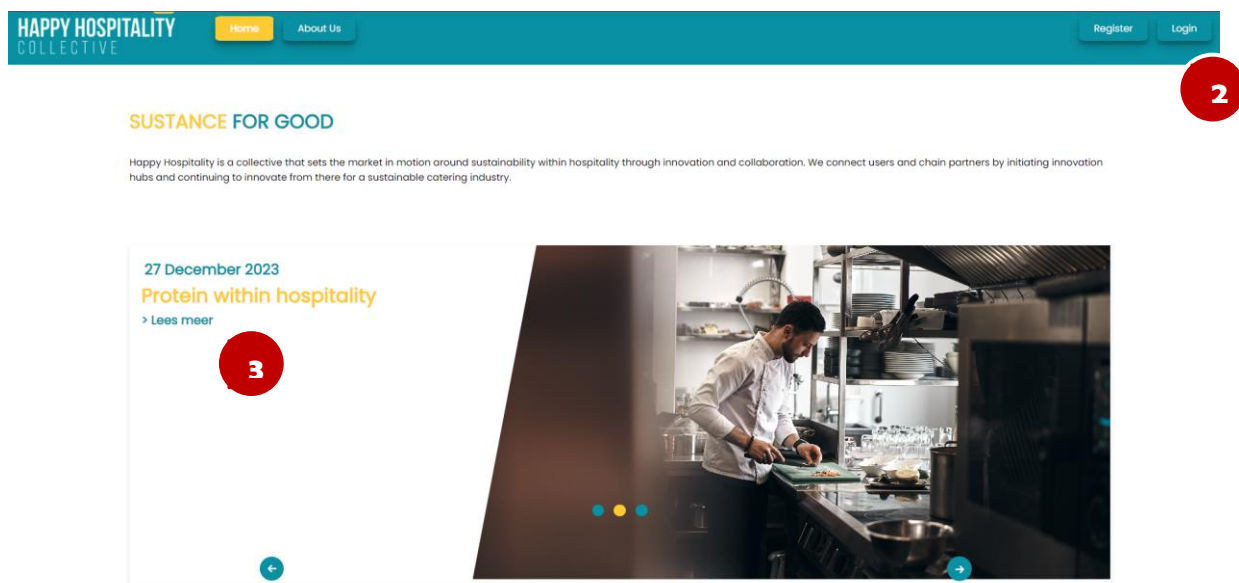 HAPPY HOSPITALITY
COLLECTIVE
Home
About Us
Register
Login
2
SUSTANCE FOR GOOD
Happy Hospitality is a collective that sets the market in motion around sustainability within hospitality through innovation and collaboration. We connect users and chain partners by initiating innovation
hubs and continuing to innovate from there for a sustainable catering industry.
27 December 2023
Protein within hospitality
> Lees meer
3